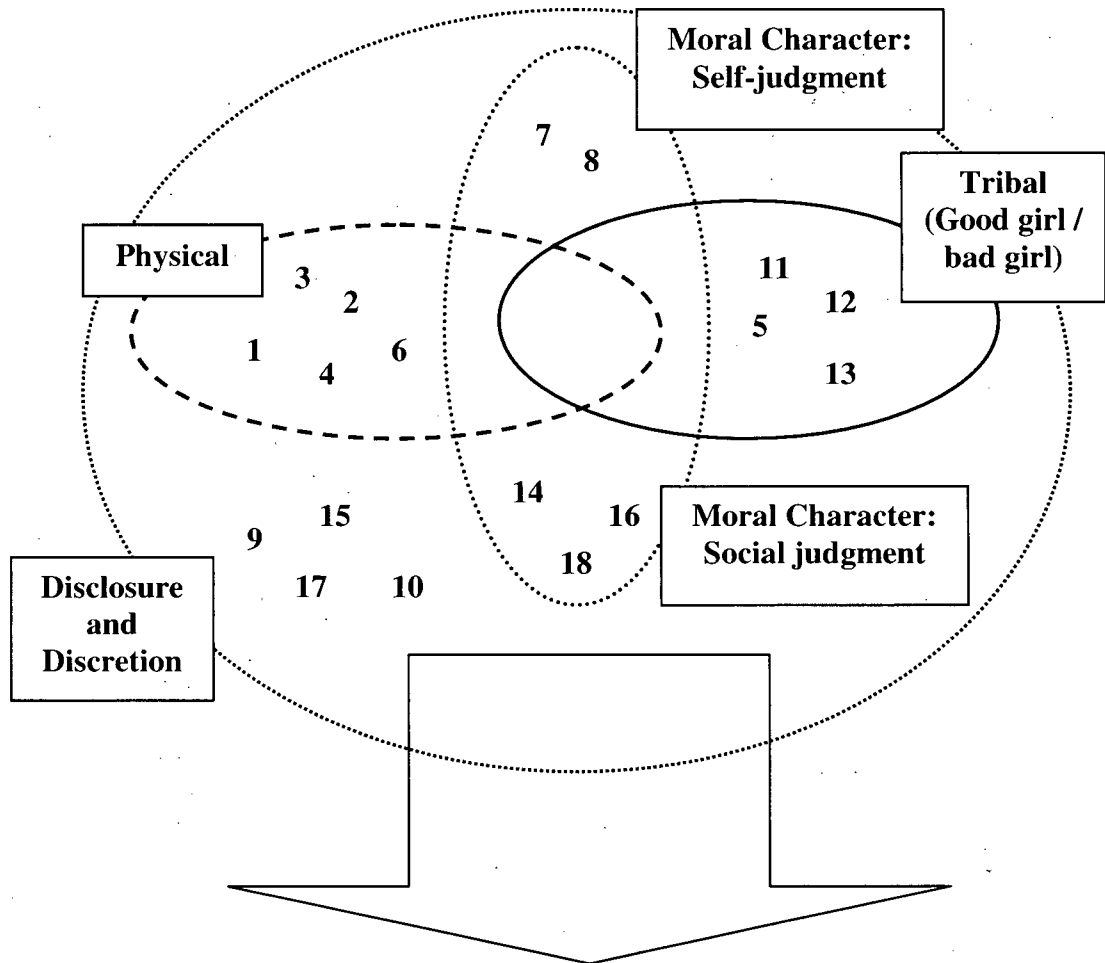 Moral Character:
Self-judgment
7
8
Tribal
(Good girl /
bad girl)
Physical
3
2
1
4
6
11
12
5
13
14
16
18
Moral Character:
Social judgment
15
9
17
10
Disclosure
and
Discretion